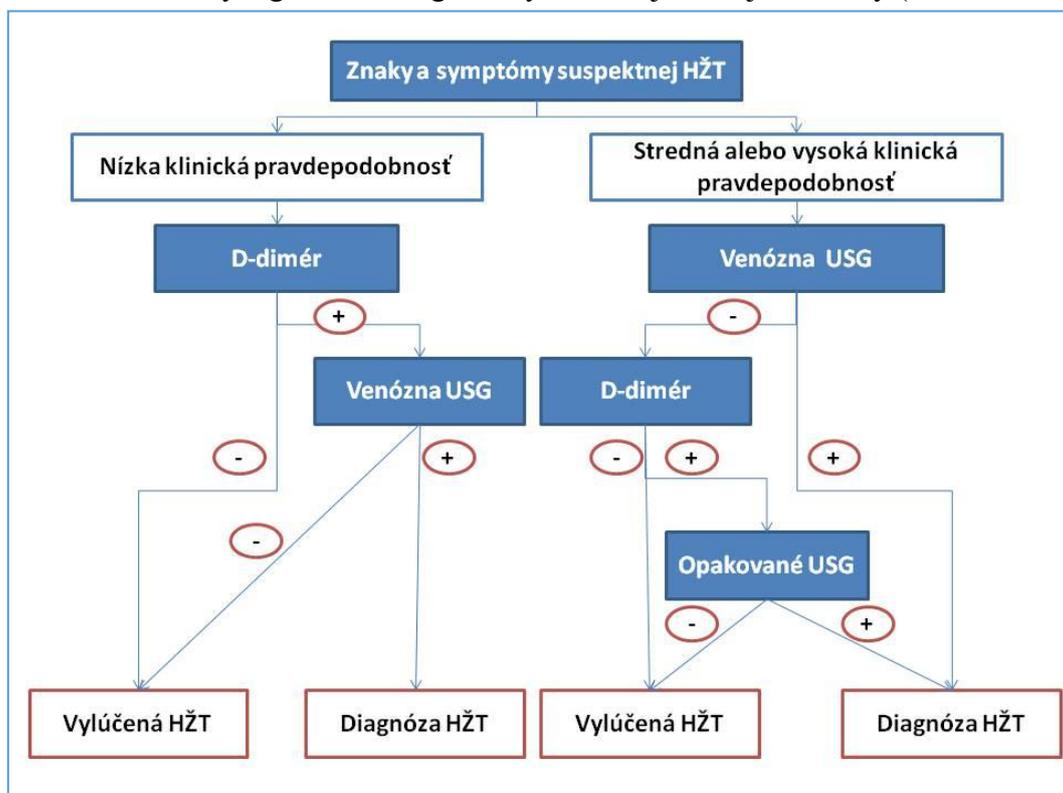 Znaky a symptómy suspektnej HŽT
Nízka klinická pravdepodobnosť
Stredná alebo vysoká klinická
pravdepodobnosť
D-dimér
Venózna USG
+
-
Venózna USG
D-dimér
-
+
-
+
+
-
Opakované USG
-
+
Vylúčená HŽT
Diagnóza HŽT
Vylúčená HŽT
Diagnóza HŽT